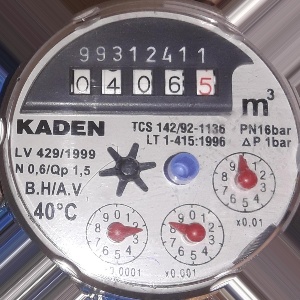 99312411
04065
m³
KADEN
TCS 142/92-1136 PN16bar
LT 1-415:1996 ΔP 1bar
LV 429/1999
N 0,6/Qp 1,5
B.H/A.V
40°C
x0.01
x0.001
0.0001